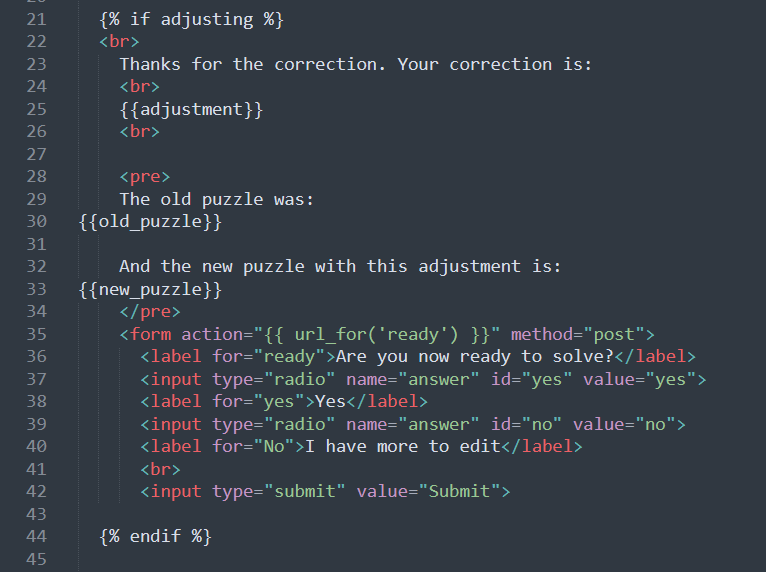 21 {% if adjusting %}
22 <br>
23 Thanks for the correction. Your correction is:
24 <br>
25 {{adjustment}}
26 <br>
27
28 <pre>
29 The old puzzle was:
30 {{old_puzzle}}
31
32 And the new puzzle with this adjustment is:
33 {{new_puzzle}}
34 </pre>
35 <form action="{{ url_for('ready') }}" method="post">
36 <label for="ready">Are you now ready to solve?</label>
37 <input type="radio" name="answer" id="yes" value="yes">
38 <label for="yes">Yes</label>
39 <input type="radio" name="answer" id="no" value="no">
40 <label for="No">I have more to edit</label>
41 <br>
42 <input type="submit" value="Submit">
43
44 {% endif %}
45